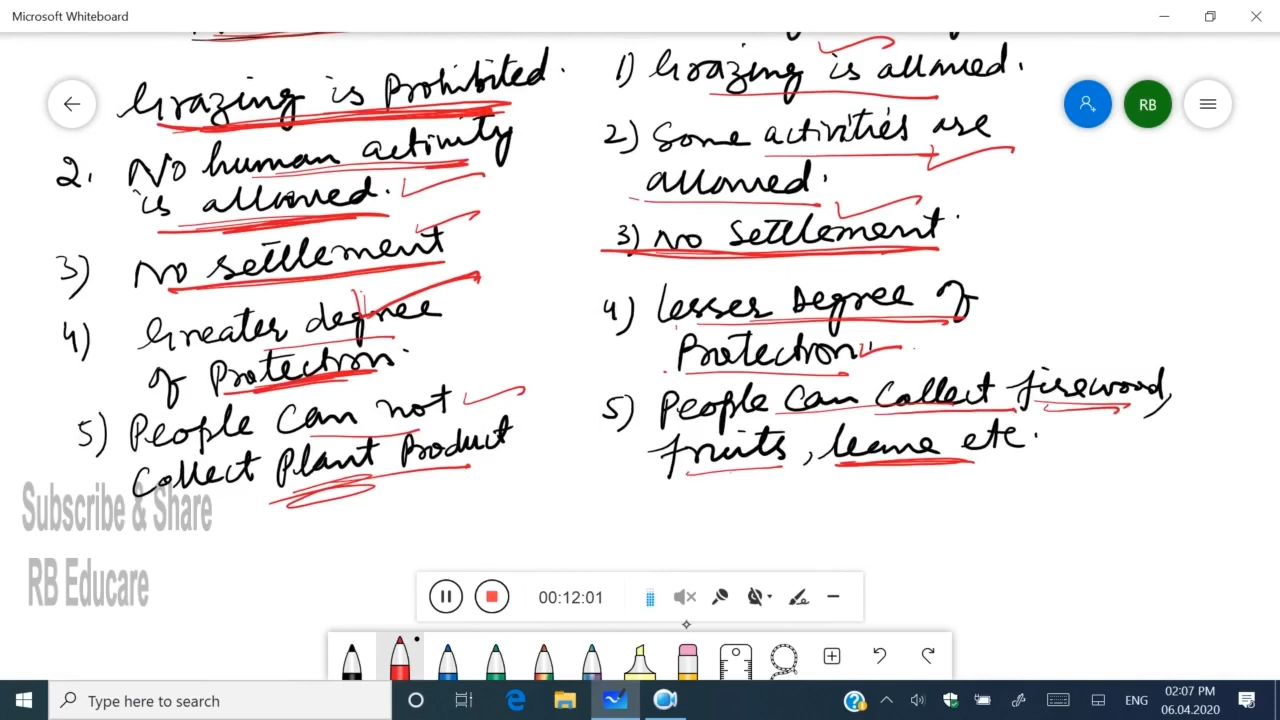 Microsoft Whiteboard
Grazing is Prohibited.
2. No human activity
is allowed.
3) No settlement
4) Greater degree
of Protection.
5) People Can not
Collect Plant Product
1) Grazing is allowed.
2) Some activities are
allowed.
3) No Settlement.
4) Lesser Degree of
Protection.
5) People Can Collect firewood,
fruits, leave etc.
RB
Subscribe & Share
RB Educare
00:12:01
Type here to search
ENG
02:07 PM
06.04.2020